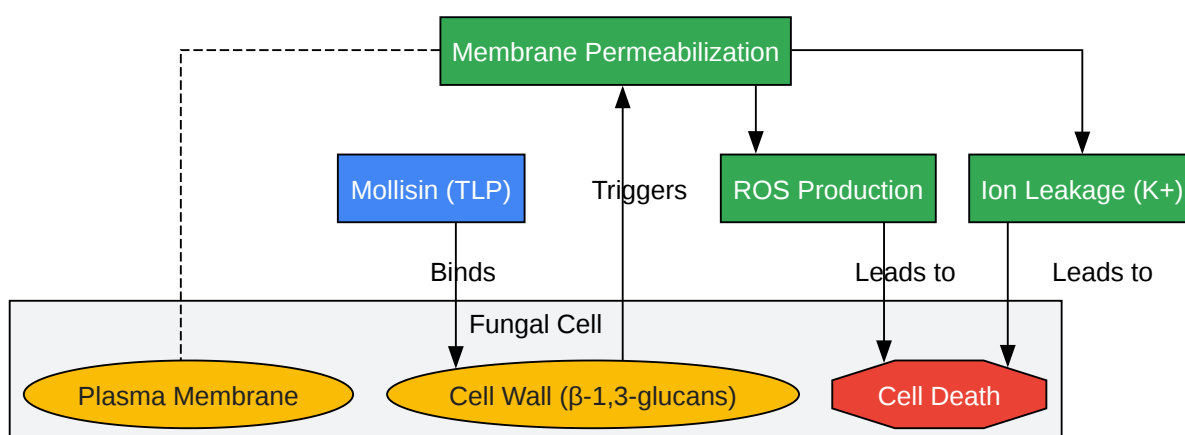 Membrane Permeabilization
Mollisin (TLP)
Triggers
ROS Production
Ion Leakage (K+)
Binds
Leads to
Leads to
Fungal Cell
Plasma Membrane
Cell Wall (β-1,3-glucans)
Cell Death